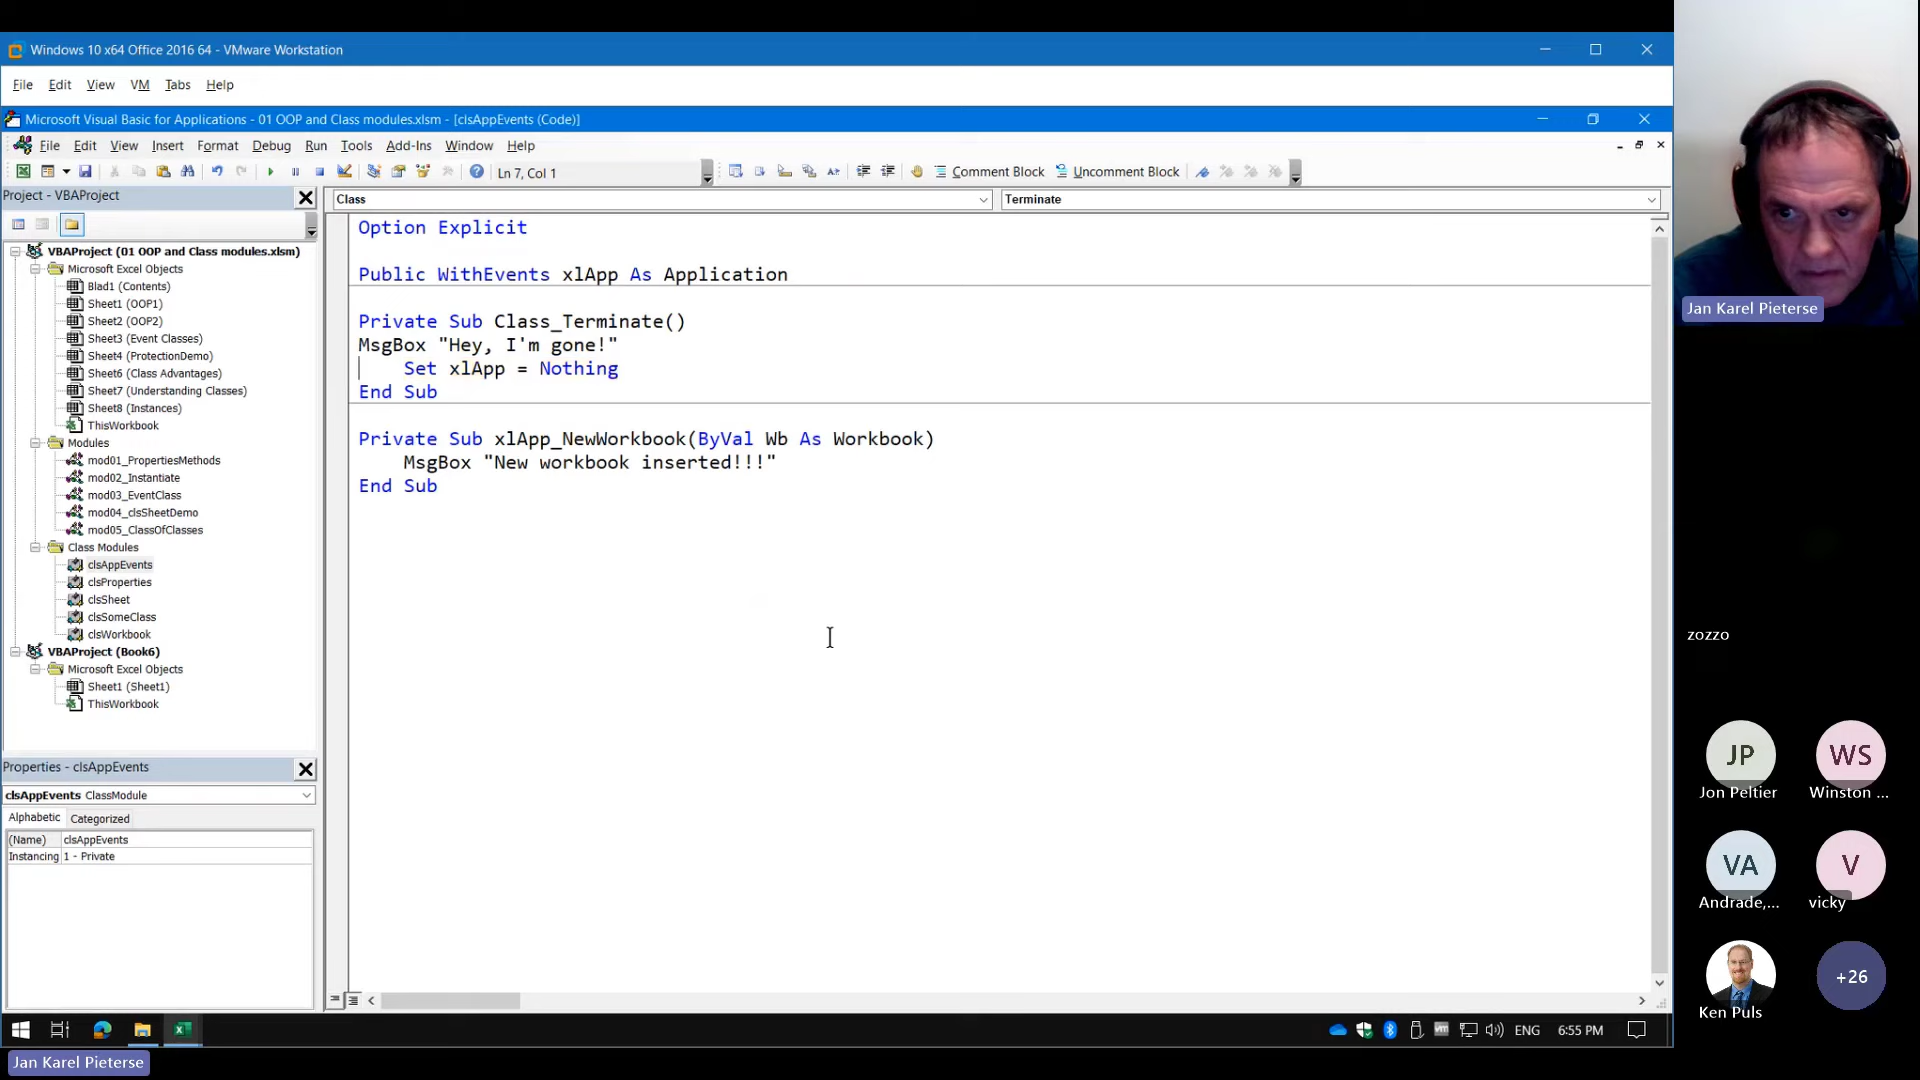 Windows 10 x64 Office 2016 64 - VMware Workstation
File Edit View VM Tabs Help
Microsoft Visual Basic for Applications - 01 OOP and Class modules.xlsm - [clsAppEvents (Code)]
File Edit View Insert Format Debug Run Tools Add-Ins Window Help
Ln 7, Col 1
Comment Block Uncomment Block
Project - VBAProject
VBAProject (01 OOP and Class modules.xlsm)
Microsoft Excel Objects
Blad1 (Contents)
Sheet1 (OOP1)
Sheet2 (OOP2)
Sheet3 (Event Classes)
Sheet4 (ProtectionDemo)
Sheet6 (Class Advantages)
Sheet7 (Understanding Classes)
Sheet8 (Instances)
ThisWorkbook
Modules
mod01_PropertiesMethods
mod02_Instantiate
mod03_EventClass
mod04_clsSheetDemo
mod05_ClassOfClasses
Class Modules
clsAppEvents
clsProperties
clsSheet
clsSomeClass
clsWorkbook
VBAProject (Book6)
Microsoft Excel Objects
Sheet1 (Sheet1)
ThisWorkbook
Properties - clsAppEvents
clsAppEvents ClassModule
Alphabetic Categorized
(Name) clsAppEvents
Instancing 1 - Private
Class Terminate
Option Explicit
Public WithEvents xlApp As Application
Private Sub Class_Terminate()
MsgBox "Hey, I'm gone!"
Set xlApp = Nothing
End Sub
Private Sub xlApp_NewWorkbook(ByVal Wb As Workbook)
MsgBox "New workbook inserted!!!"
End Sub
ENG 6:55 PM
Jan Karel Pieterse
Jan Karel Pieterse
zozzo
JP WS
Jon Peltier Winston ...
VA V
Andrade,... vicky
+26
Ken Puls